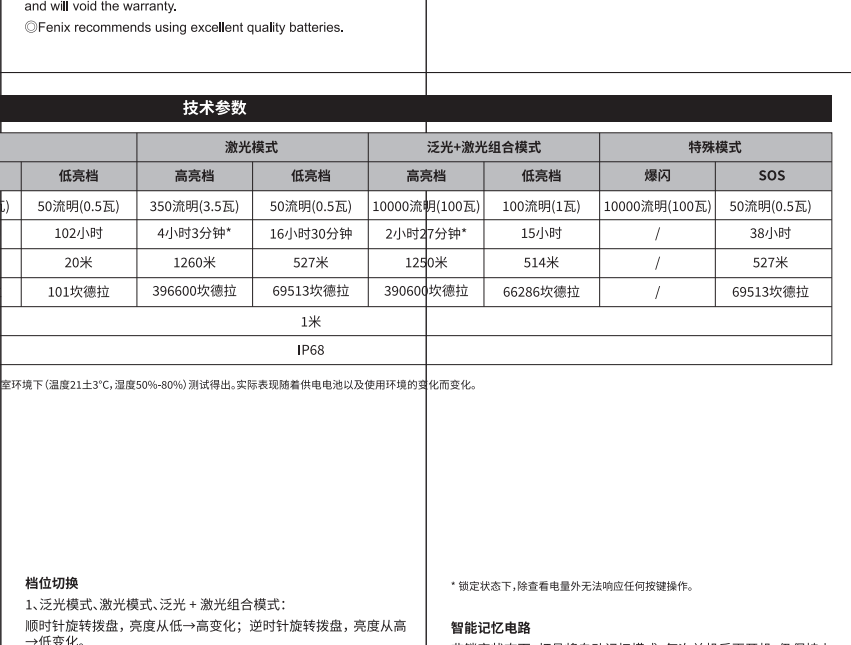 and will void the warranty.
◎Fenix recommends using excellent quality batteries.
技术参数
激光模式 泛光+激光组合模式 特殊模式
低亮档 高亮档 低亮档 高亮档 低亮档 爆闪 SOS
50流明(0.5瓦) 350流明(3.5瓦) 50流明(0.5瓦) 10000流明(100瓦) 100流明(1瓦) 10000流明(100瓦) 50流明(0.5瓦)
102小时 4小时3分钟* 16小时30分钟 2小时27分钟* 15小时 / 38小时
20米 1260米 527米 1250米 514米 / 527米
101坎德拉 396600坎德拉 69513坎德拉 390600坎德拉 66286坎德拉 / 69513坎德拉
1米
IP68
室环境下(温度21土3℃,湿度50%-80%)测试得出。实际表现随着供电电池以及使用环境的变化而变化。
档位切换
1、泛光模式、激光模式、泛光 + 激光组合模式:
顺时针旋转拨盘，亮度从低→高变化；逆时针旋转拨盘，亮度从高
→低变化。
* 锁定状态下,除查看电量外无法响应任何按键操作。
智能记忆电路